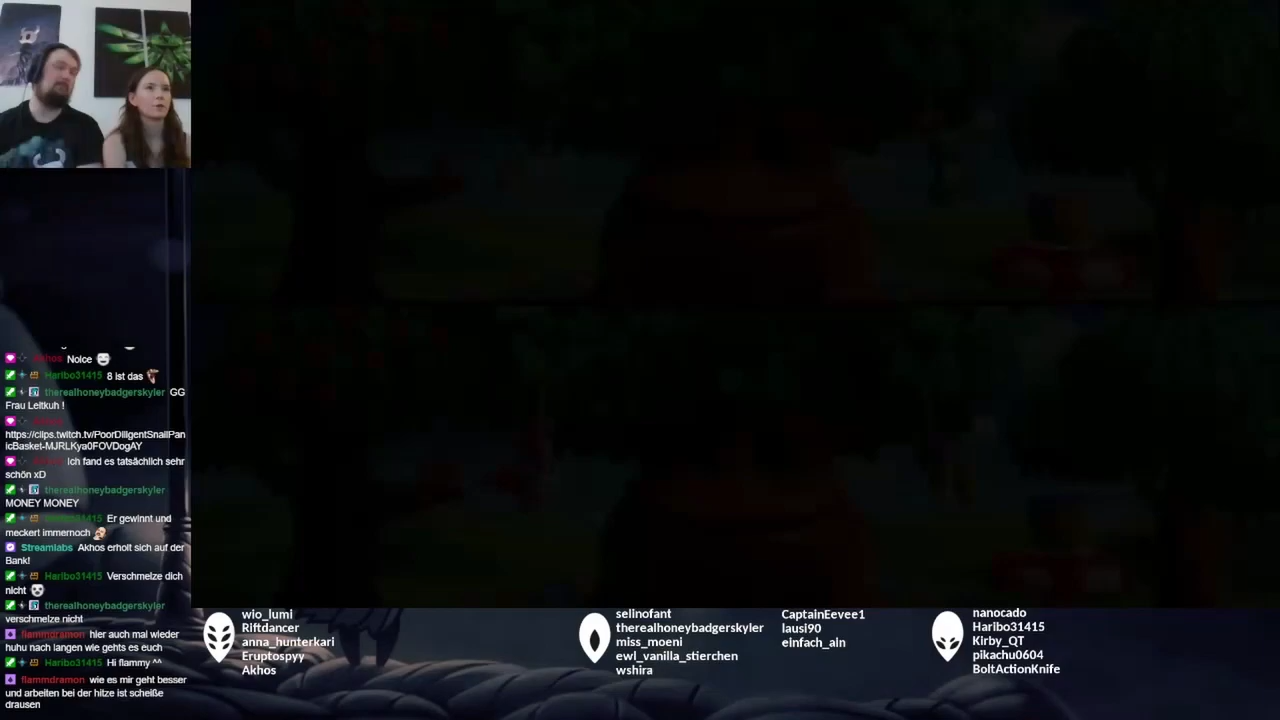 Akhos Noice
Haribo31415 8 ist das
therealhoneybadgerskyler GG
Frau Leitkuh !
https://clips.twitch.tv/PoorDiligentSnailPan
icBasket-MJRLKya0FOVDogAY
Ich fand es tatsächlich sehr
schön xD
therealhoneybadgerskyler
MONEY MONEY
Haribo31415 Er gewinnt und
meckert immernoch
Streamlabs Akhos erholt sich auf der
Bank!
Haribo31415 Verschmelze dich
nicht
therealhoneybadgerskyler
verschmelze nicht
flammdramon hier auch mal wieder
huhu nach langen wie gehts es euch
Haribo31415 Hi flammy ^^
flammdramon wie es mir geht besser
und arbeiten bei der hitze ist scheiße
drausen
wio_lumi
Riftdancer
anna_hunterkari
Eruptospyy
Akhos
selinofant
therealhoneybadgerskyler
miss_moeni
ewl_vanilla_stierchen
wshira
CaptainEevee1
lausi90
einfach_aln
nanocado
Haribo31415
Kirby_QT
pikachu0604
BoltActionKnife